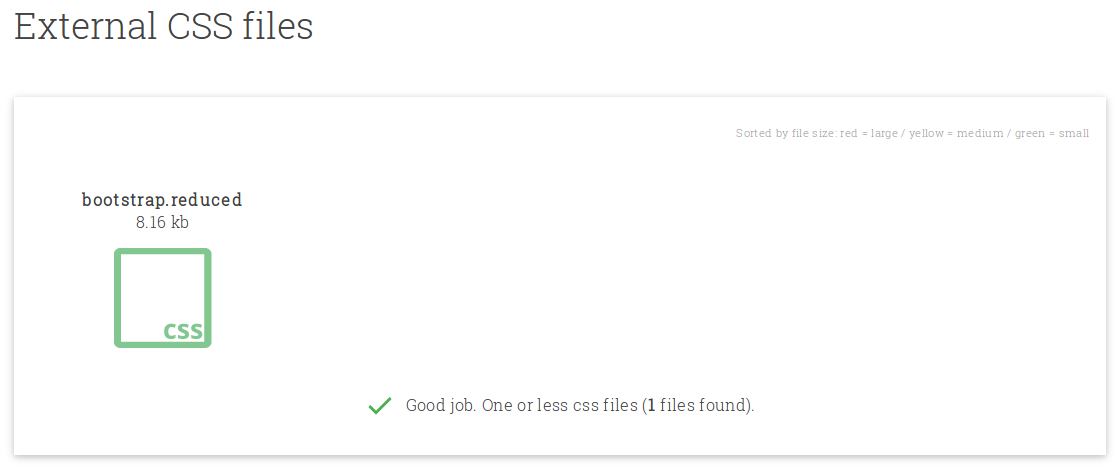 External CSS files
Sorted by file size: red = large / yellow = medium / green = small
bootstrap.reduced
8.16 kb
css
Good job. One or less css files (1 files found).